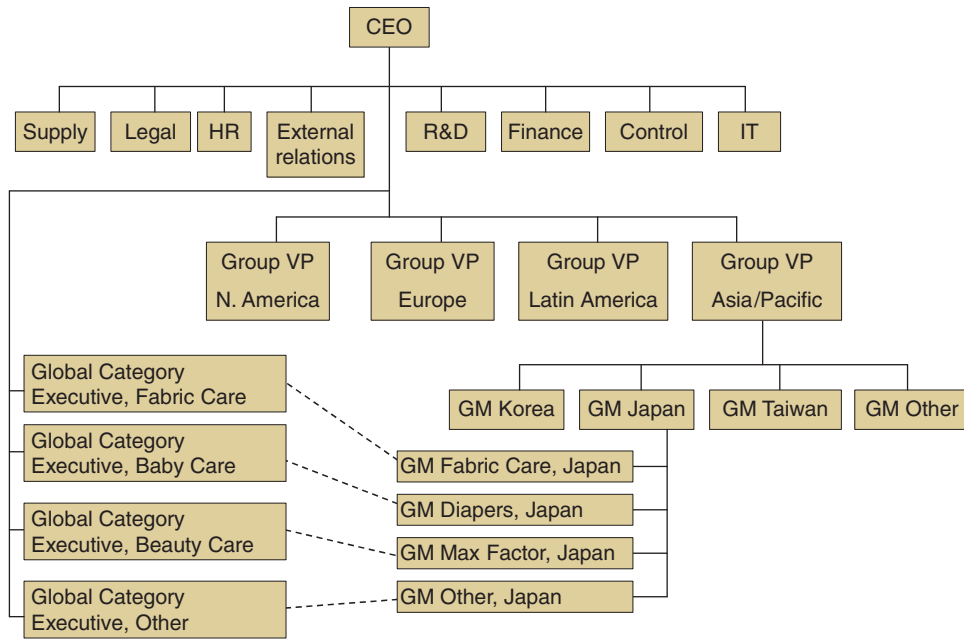 CEO
Supply
Legal
HR
External
relations
R&D
Finance
Control
IT
Group VP
N. America
Group VP
Europe
Group VP
Latin America
Group VP
Asia/Pacific
Global Category
Executive, Fabric Care
Global Category
Executive, Baby Care
Global Category
Executive, Beauty Care
Global Category
Executive, Other
GM Korea
GM Japan
GM Taiwan
GM Other
GM Fabric Care, Japan
GM Diapers, Japan
GM Max Factor, Japan
GM Other, Japan